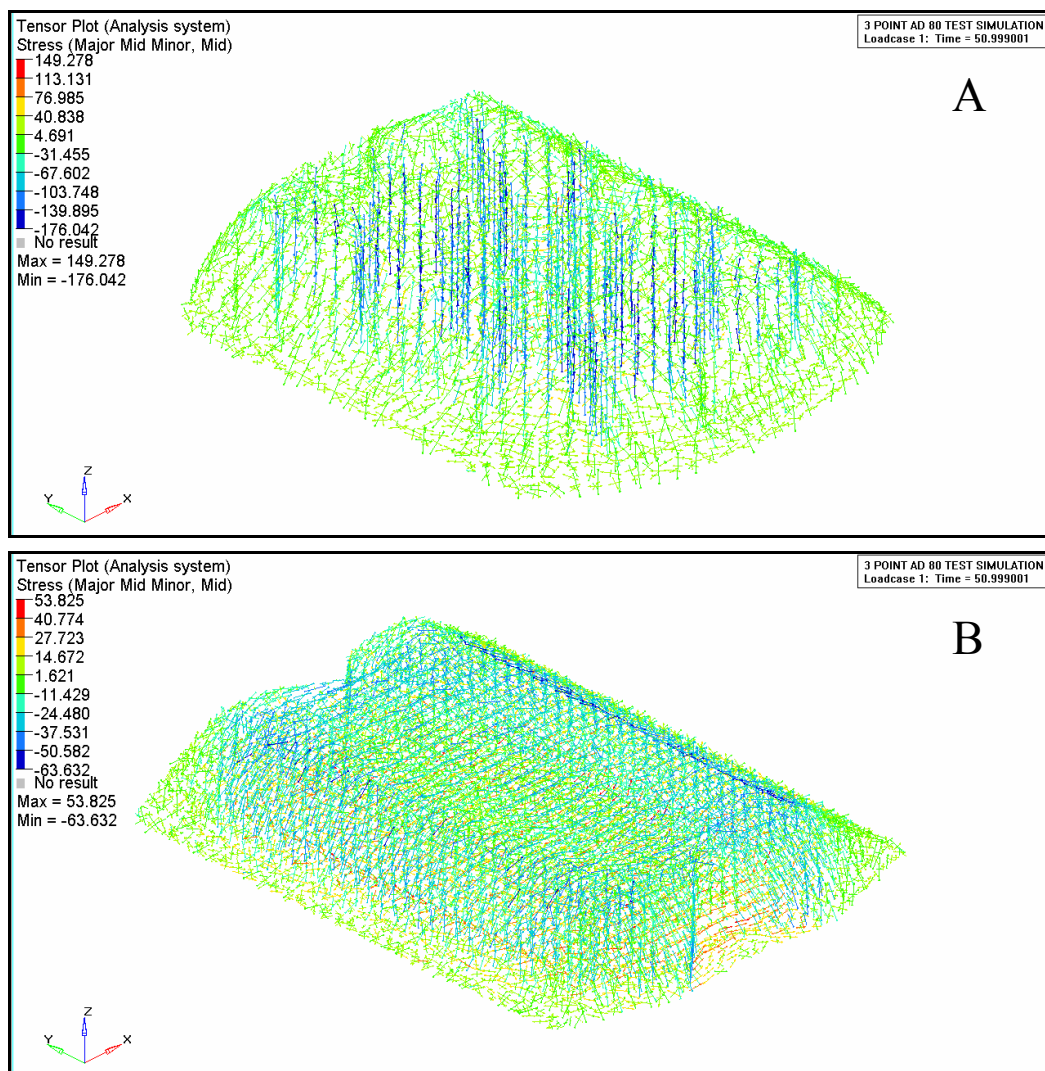 Tensor Plot (Analysis system)
Stress (Major Mid Minor, Mid)
149.278
113.131
76.985
40.838
4.691
-31.455
-67.602
-103.748
-139.895
-176.042
No result
Max = 149.278
Min = -176.042
3 POINT AD 80 TEST SIMULATION
Loadcase 1: Time = 50.999001
A
Z
Y
X
Tensor Plot (Analysis system)
Stress (Major Mid Minor, Mid)
53.825
40.774
27.723
14.672
1.621
-11.429
-24.480
-37.531
-50.582
-63.632
No result
Max = 53.825
Min = -63.632
3 POINT AD 80 TEST SIMULATION
Loadcase 1: Time = 50.999001
B
Z
Y
X